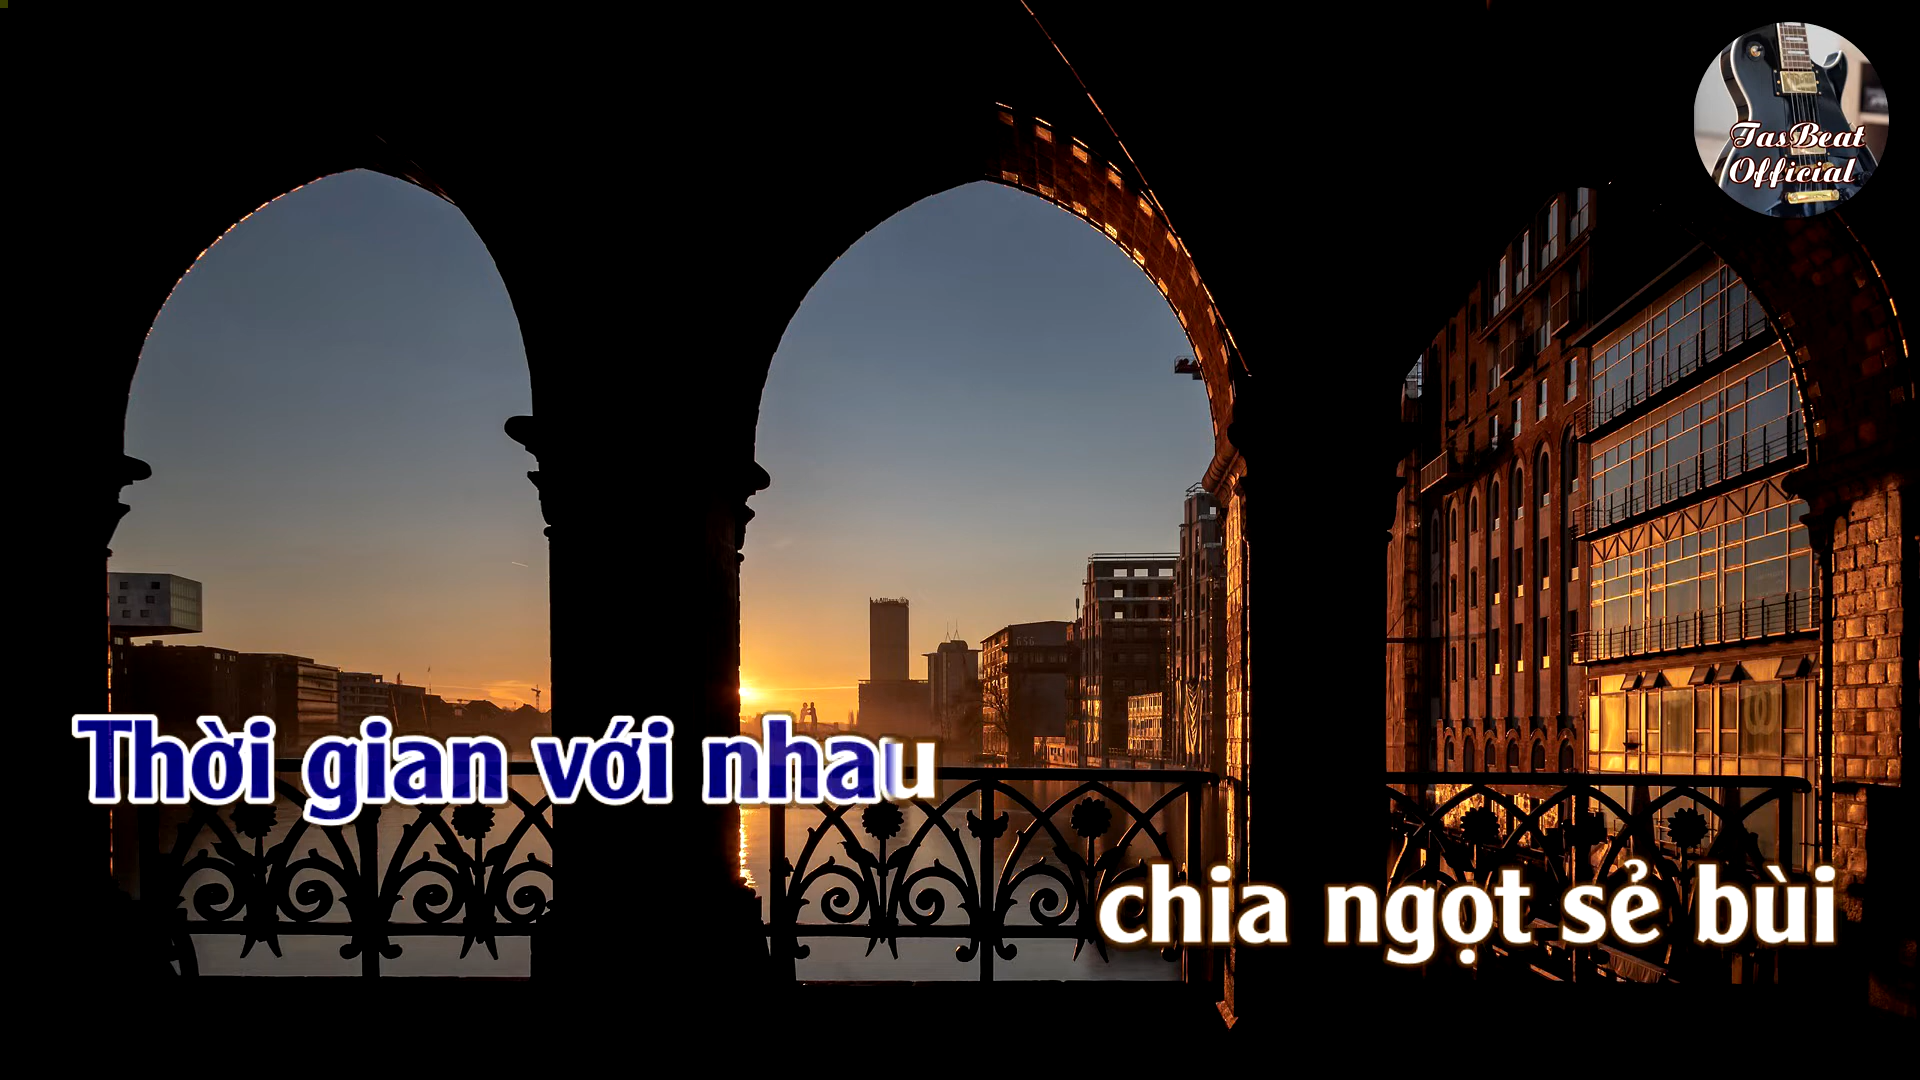 TasBeat
Official
Thời gian với nhau
chia ngọt sẻ bùi